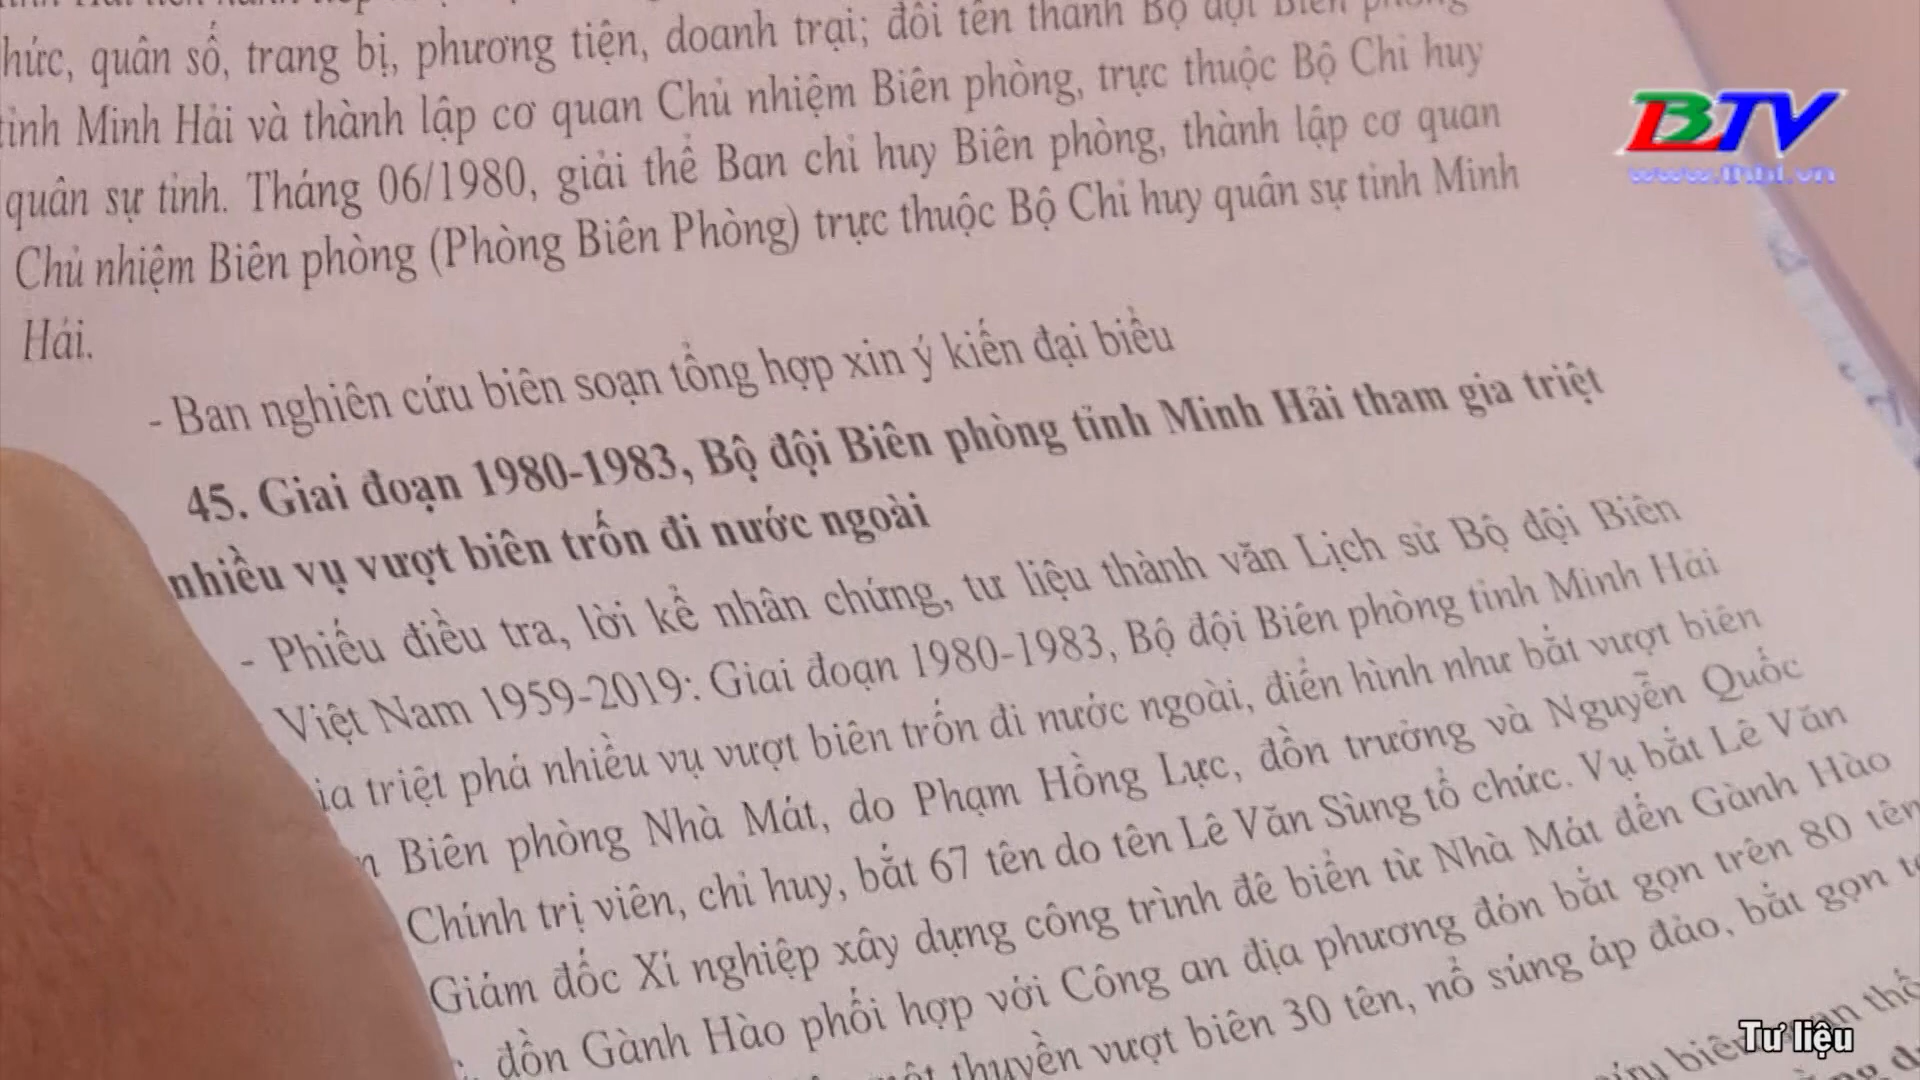 hức, quân số, trang bị, phương tiện, doanh trại; đổi tên thành Bộ đội Biên phòng
tỉnh Minh Hải và thành lập cơ quan Chủ nhiệm Biên phòng, trực thuộc Bộ Chỉ huy
quân sự tỉnh. Tháng 06/1980, giải thể Ban chỉ huy Biên phòng, thành lập cơ quan
Chủ nhiệm Biên phòng (Phòng Biên Phòng) trực thuộc Bộ Chỉ huy quân sự tỉnh Minh
Hải.
- Ban nghiên cứu biên soạn tổng hợp xin ý kiến đại biểu
45. Giai đoạn 1980-1983, Bộ đội Biên phòng tỉnh Minh Hải tham gia triệt
nhiều vụ vượt biên trốn đi nước ngoài
- Phiếu điều tra, lời kể nhân chứng, tư liệu thành văn Lịch sử Bộ đội Biên
Việt Nam 1959-2019: Giai đoạn 1980-1983, Bộ đội Biên phòng tỉnh Minh Hải
ia triệt phá nhiều vụ vượt biên trốn đi nước ngoài, điển hình như bắt vượt biên
n Biên phòng Nhà Mát, do Phạm Hồng Lực, đồn trưởng và Nguyễn Quốc
Chính trị viên, chỉ huy, bắt 67 tên do tên Lê Văn Sùng tổ chức. Vụ bắt Lê Văn
Giám đốc Xí nghiệp xây dựng công trình đê biển từ Nhà Mát đến Gành Hào
, đồn Gành Hào phối hợp với Công an địa phương đón bắt gọn trên 80 tên
thuyền vượt biên 30 tên, nổ súng áp đảo, bắt gọn
BTV
www.thbt.vn
Tư liệu